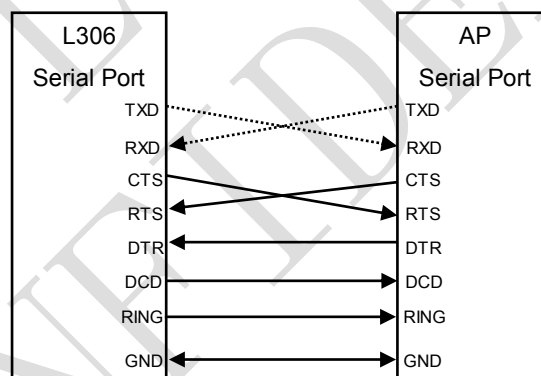 L306
Serial Port
TXD
RXD
CTS
RTS
DTR
DCD
RING
GND
AP
Serial Port
TXD
RXD
CTS
RTS
DTR
DCD
RING
GND